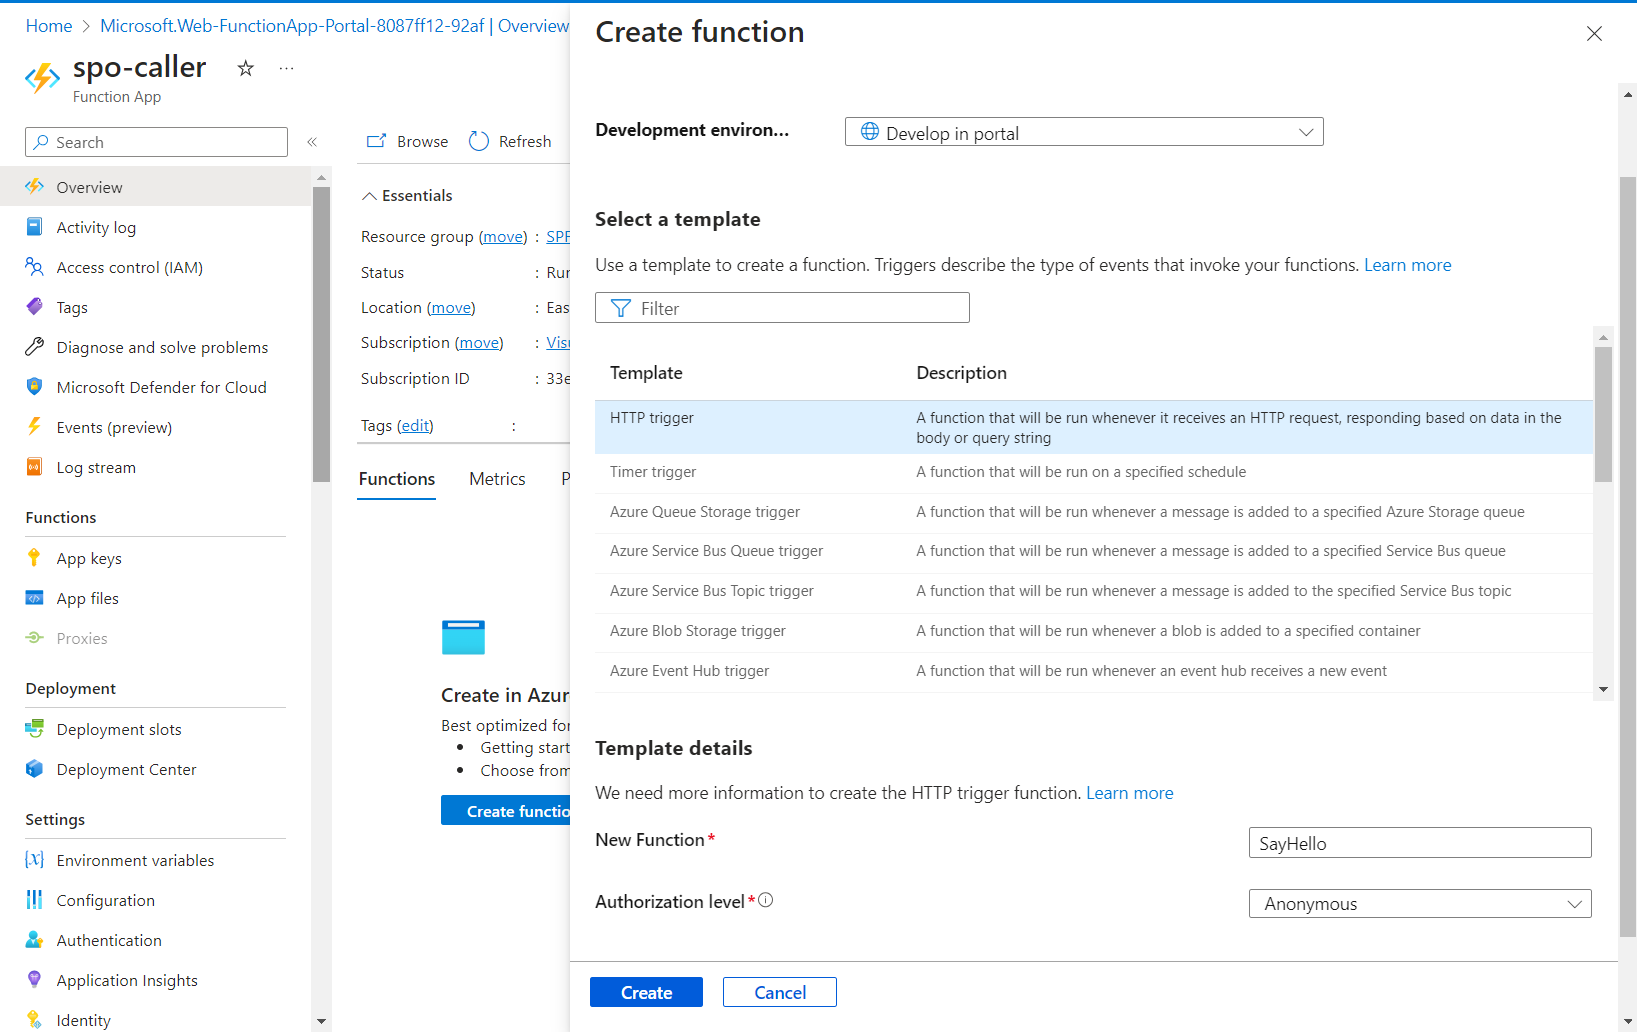 Home > Microsoft.Web-FunctionApp-Portal-8087ff12-92af | Overview
spo-caller
Function App
Search
Overview
Activity log
Access control (IAM)
Tags
Diagnose and solve problems
Microsoft Defender for Cloud
Events (preview)
Log stream
Functions
App keys
App files
Proxies
Deployment
Deployment slots
Deployment Center
Settings
Environment variables
Configuration
Authentication
Application Insights
Identity
Browse
Refresh
Essentials
Resource group (move) :
Status :
Location (move) :
Subscription (move) :
Subscription ID : 33e
Tags (edit) :
Functions Metrics
Create in Azur
Best optimized for
Getting start
Choose from
Create functio
Create function
Development environ...
Develop in portal
Select a template
Use a template to create a function. Triggers describe the type of events that invoke your functions. Learn more
Filter
Template Description
HTTP trigger A function that will be run whenever it receives an HTTP request, responding based on data in the
body or query string
Timer trigger A function that will be run on a specified schedule
Azure Queue Storage trigger A function that will be run whenever a message is added to a specified Azure Storage queue
Azure Service Bus Queue trigger A function that will be run whenever a message is added to a specified Service Bus queue
Azure Service Bus Topic trigger A function that will be run whenever a message is added to the specified Service Bus topic
Azure Blob Storage trigger A function that will be run whenever a blob is added to a specified container
Azure Event Hub trigger A function that will be run whenever an event hub receives a new event
Template details
We need more information to create the HTTP trigger function. Learn more
New Function*
SayHello
Authorization level*
Anonymous
Create
Cancel